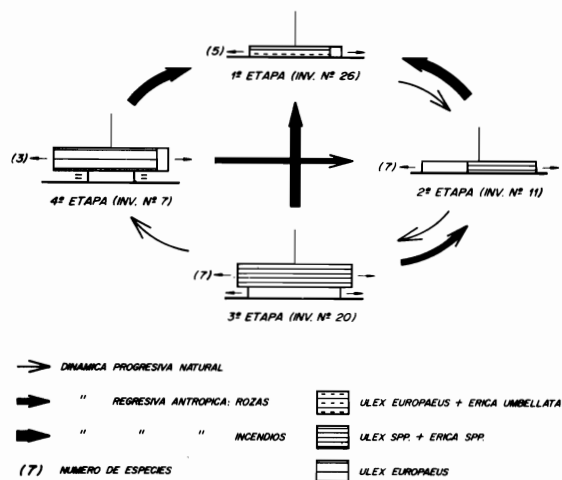 (5)
1ª ETAPA (INV. Nº 26)
(3)
4ª ETAPA (INV. Nº 7)
(7)
2ª ETAPA (INV. Nº 11)
(7)
3ª ETAPA (INV. Nº 20)
DINAMICA PROGRESIVA NATURAL
" REGRESIVA ANTROPICA: ROZAS
" " " INCENDIOS
(7) NUMERO DE ESPECIES
ULEX EUROPAEUS + ERICA UMBELLATA
ULEX SPP. + ERICA SPP.
ULEX EUROPAEUS